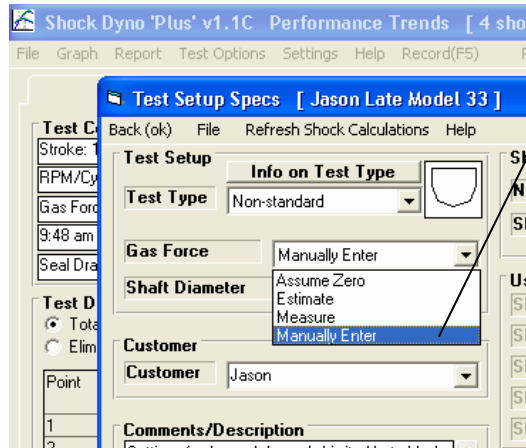 Shock Dyno 'Plus' v1.1C Performance Trends [ 4 sho
File Graph Report Test Options Settings Help Record(F5)
Test Setup Specs [ Jason Late Model 33 ]
Back (ok) File Refresh Shock Calculations Help
Test C
Stroke: 1
RPM/Cy
Gas Forc
9:48 am
Seal Dra
Test D
Tota
Elim
Point
1
2
Test Setup
Info on Test Type
Test Type Non-standard
Gas Force Manually Enter
Assume Zero
Shaft Diameter
Estimate
Measure
Manually Enter
Customer
Customer Jason
Comments/Description
S
N
S
Us
S
S
S
S
S